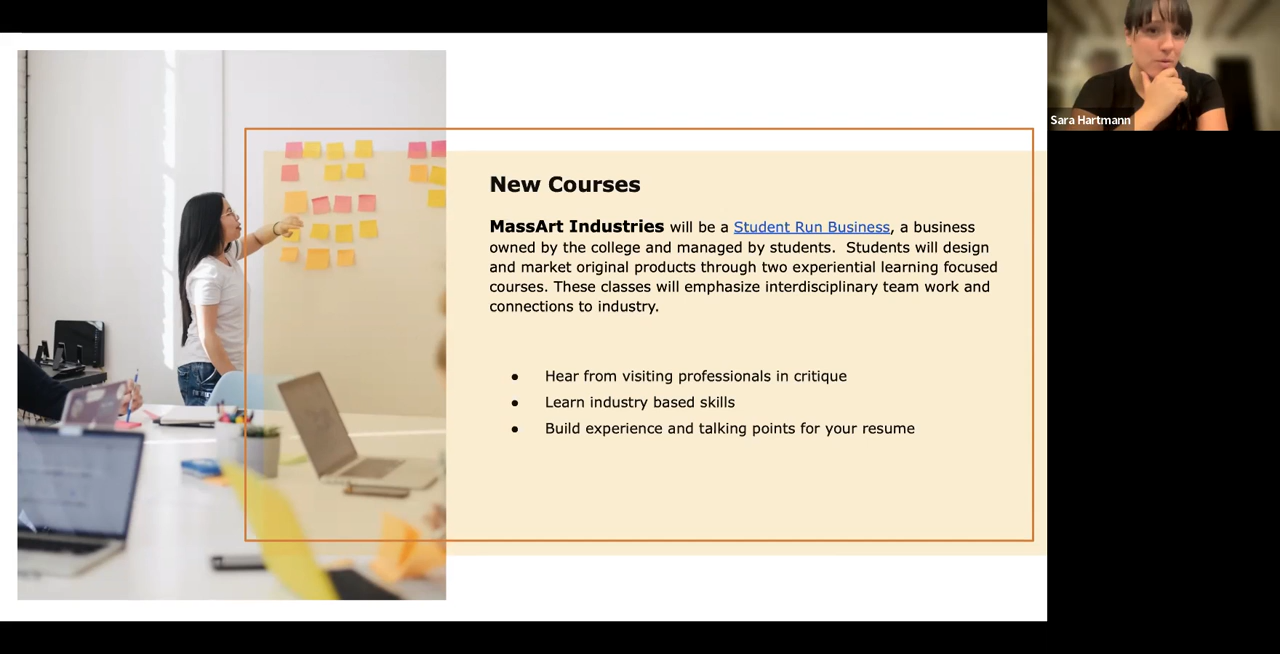 Sara Hartmann
New Courses
MassArt Industries will be a Student Run Business, a business
owned by the college and managed by students.  Students will design
and market original products through two experiential learning focused
courses. These classes will emphasize interdisciplinary team work and
connections to industry.
● Hear from visiting professionals in critique
● Learn industry based skills
● Build experience and talking points for your resume